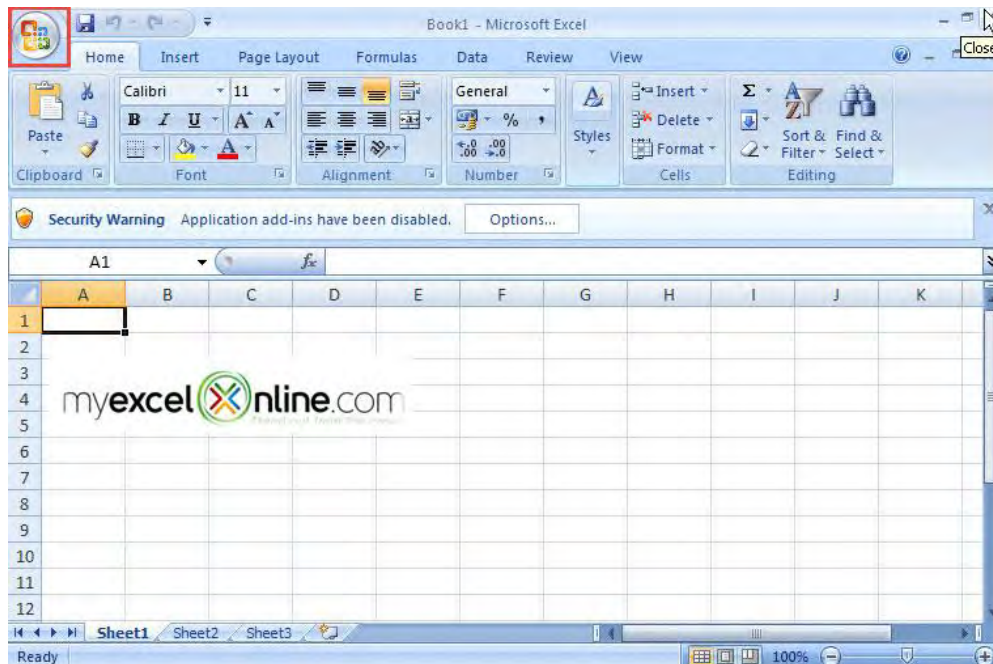 Book1 - Microsoft Excel
Close
Home Insert Page Layout Formulas Data Review View
Calibri 11 General Insert Σ
Paste B I U A A % , Styles Delete Sort & Find &
A .00 .00 Format Filter Select
Clipboard Font Alignment Number Cells Editing
Security Warning Application add-ins have been disabled. Options...
A1 fx
A B C D E F G H I J K
1
2
3
4 myexcelOnline.com
5
6
7
8
9
10
11
12
Sheet1 Sheet2 Sheet3
Ready 100%